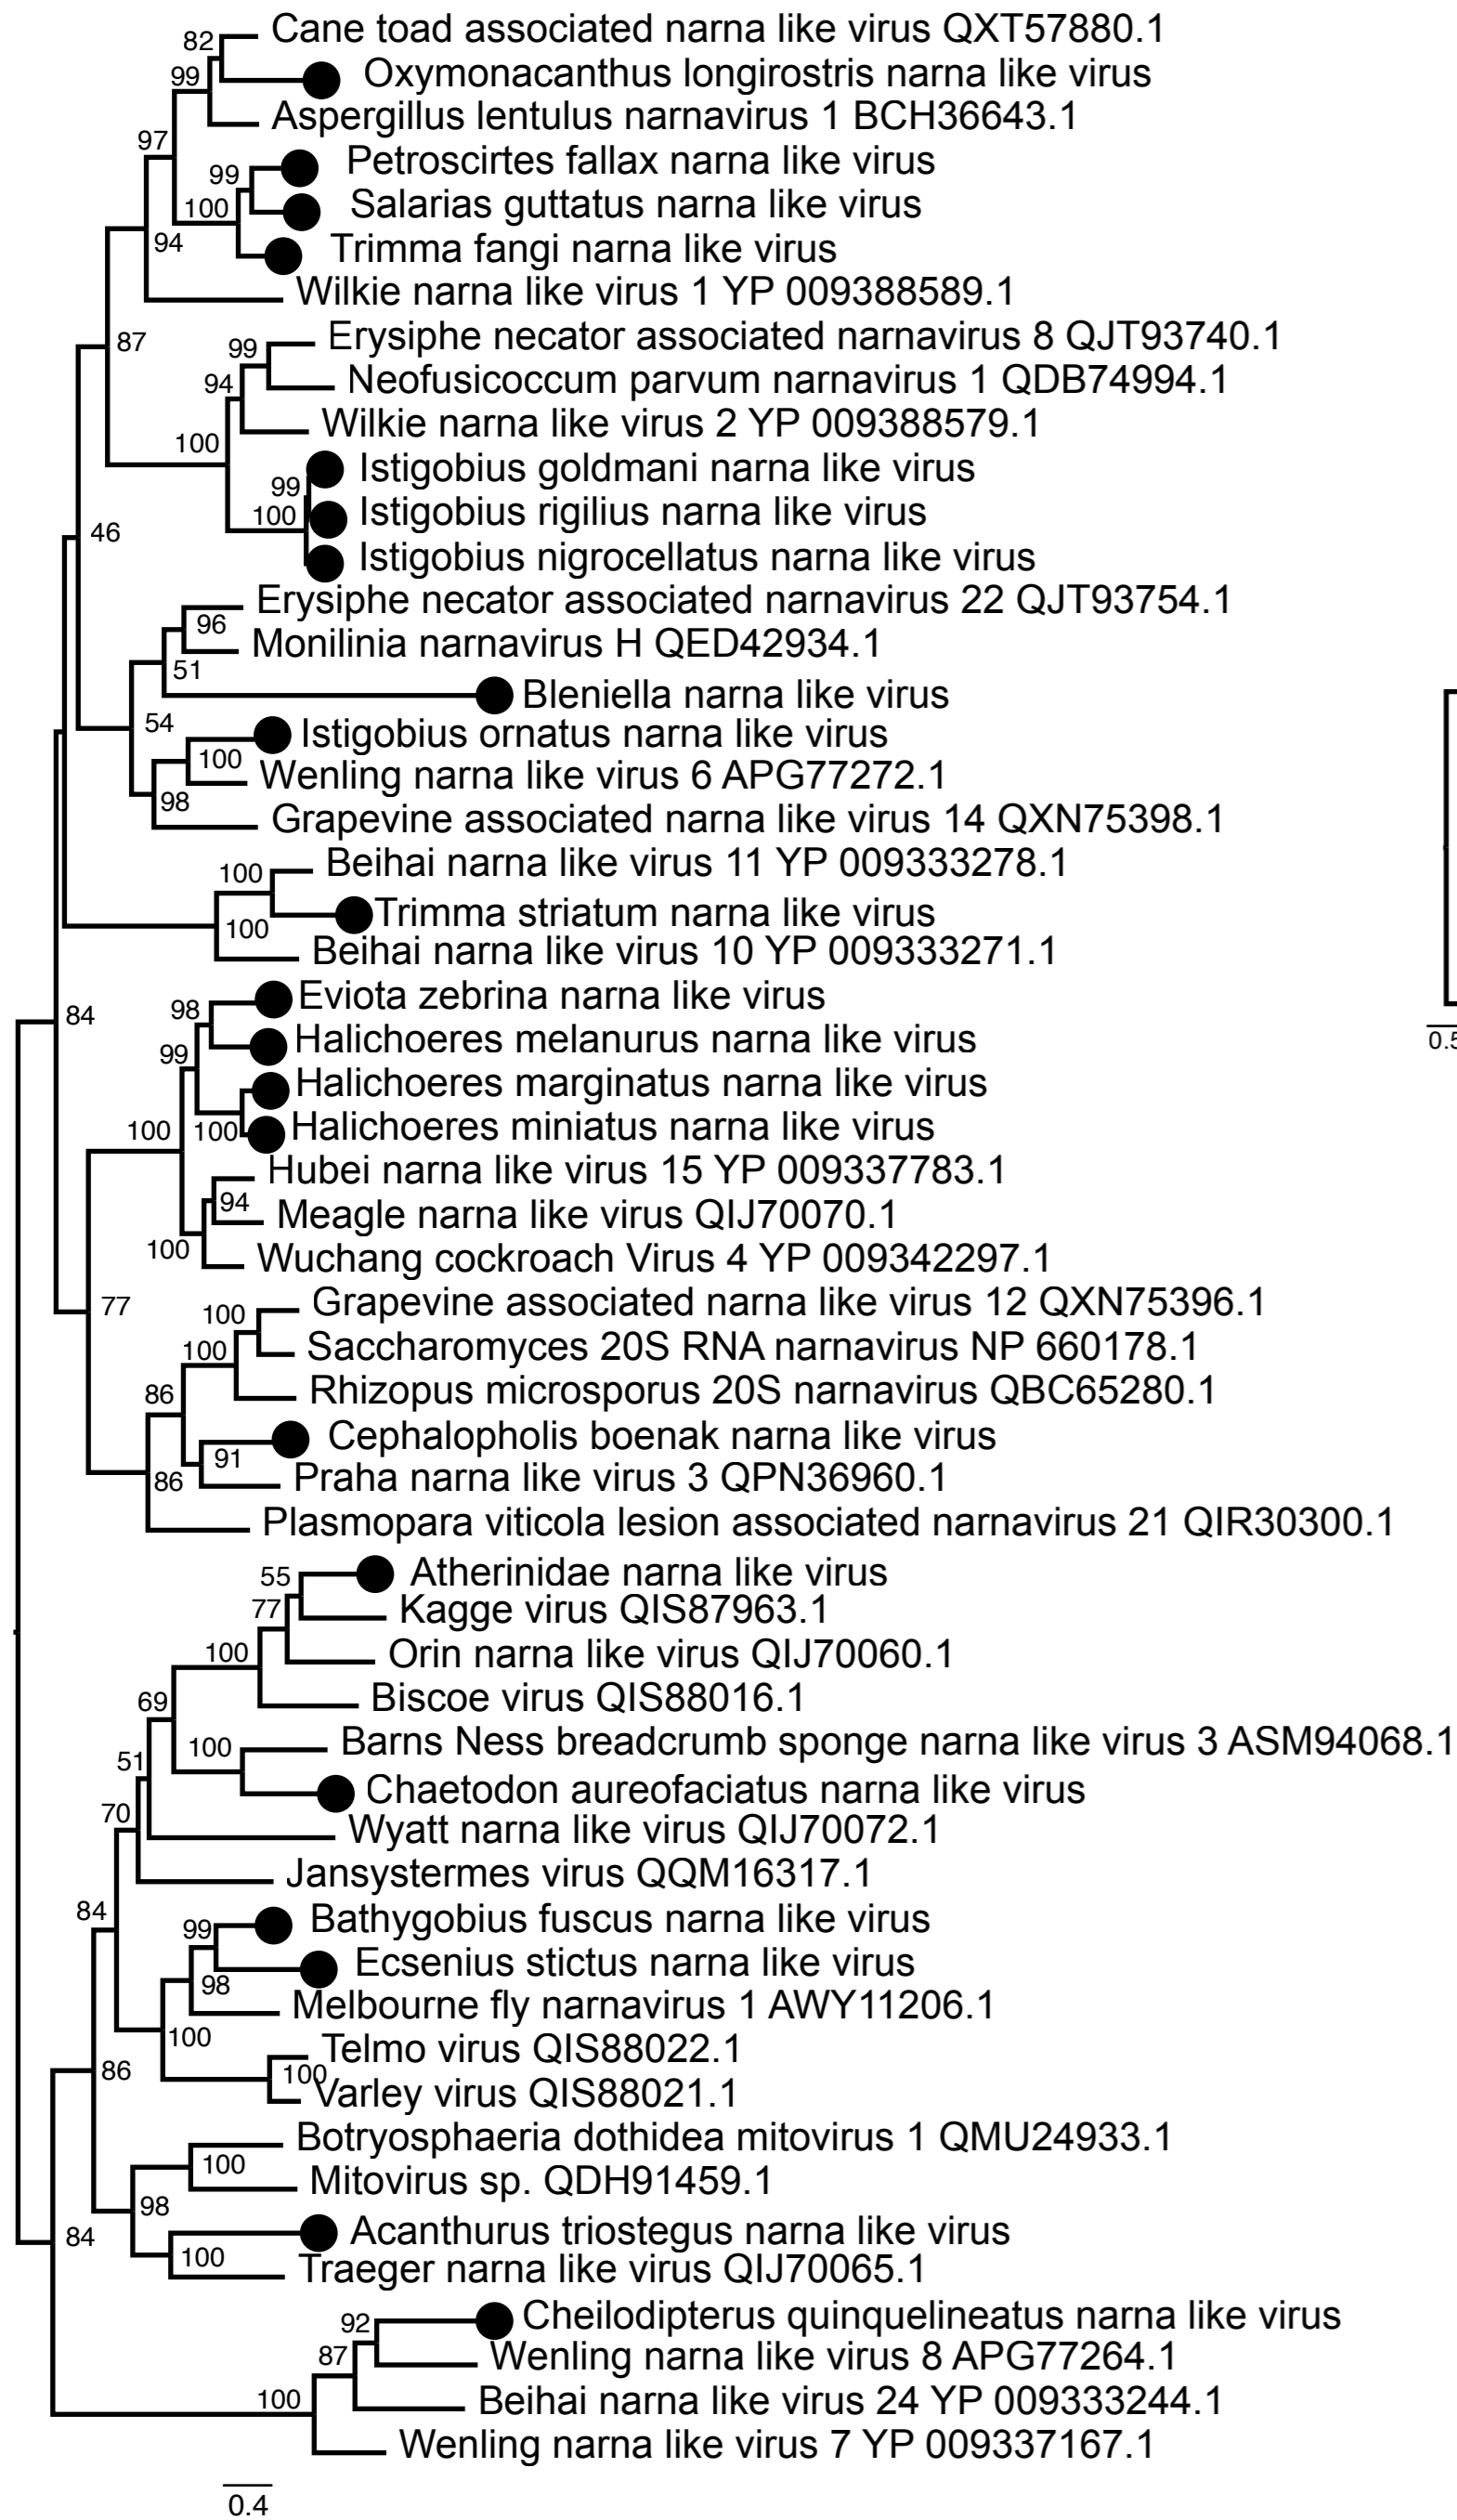 Cane toad associated narna like virus QXT57880.1
82
Oxymonacanthus longirostris narna like virus
99
Aspergillus lentulus narnavirus 1 BCH36643.1
97
Petroscirtes fallax narna like virus
99
Salarias guttatus narna like virus
100
Trimma fangi narna like virus
94
Wilkie narna like virus 1 YP 009388589.1
87
Erysiphe necator associated narnavirus 8 QJT93740.1
99
Neofusicoccum parvum narnavirus 1 QDB74994.1
94
Wilkie narna like virus 2 YP 009388579.1
100
Istigobius goldmani narna like virus
99
Istigobius rigilius narna like virus
100
46
Istigobius nigrocellatus narna like virus
Erysiphe necator associated narnavirus 22 QJT93754.1
96
Monilinia narnavirus H QED42934.1
51
Bleniella narna like virus
54
Istigobius ornatus narna like virus
100
Wenling narna like virus 6 APG77272.1
98
Grapevine associated narna like virus 14 QXN75398.1
Beihai narna like virus 11 YP 009333278.1
100
Trimma striatum narna like virus
100
Beihai narna like virus 10 YP 009333271.1
Eviota zebrina narna like virus
98
84
Halichoeres melanurus narna like virus
99
0.5
Halichoeres marginatus narna like virus
Halichoeres miniatus narna like virus
100
100
Hubei narna like virus 15 YP 009337783.1
94
Meagle narna like virus QIJ70070.1
100
Wuchang cockroach Virus 4 YP 009342297.1
77
Grapevine associated narna like virus 12 QXN75396.1
100
Saccharomyces 20S RNA narnavirus NP 660178.1
100
Rhizopus microsporus 20S narnavirus QBC65280.1
86
Cephalopholis boenak narna like virus
91
Praha narna like virus 3 QPN36960.1
86
Plasmopara viticola lesion associated narnavirus 21 QIR30300.1
Atherinidae narna like virus
55
Kagge virus QIS87963.1
77
Orin narna like virus QIJ70060.1
100
Biscoe virus QIS88016.1
69
Barns Ness breadcrumb sponge narna like virus 3 ASM94068.1
100
51
Chaetodon aureofaciatus narna like virus
70
Wyatt narna like virus QIJ70072.1
Jansystermes virus QQM16317.1
84
Bathygobius fuscus narna like virus
99
Ecsenius stictus narna like virus
98
Melbourne fly narnavirus 1 AWY11206.1
100
Telmo virus QIS88022.1
86
100
Varley virus QIS88021.1
Botryosphaeria dothidea mitovirus 1 QMU24933.1
100
Mitovirus sp. QDH91459.1
98
Acanthurus triostegus narna like virus
84
100
Traeger narna like virus QIJ70065.1
Cheilodipterus quinquelineatus narna like virus
92
Wenling narna like virus 8 APG77264.1
87
Beihai narna like virus 24 YP 009333244.1
100
Wenling narna like virus 7 YP 009337167.1
0.4